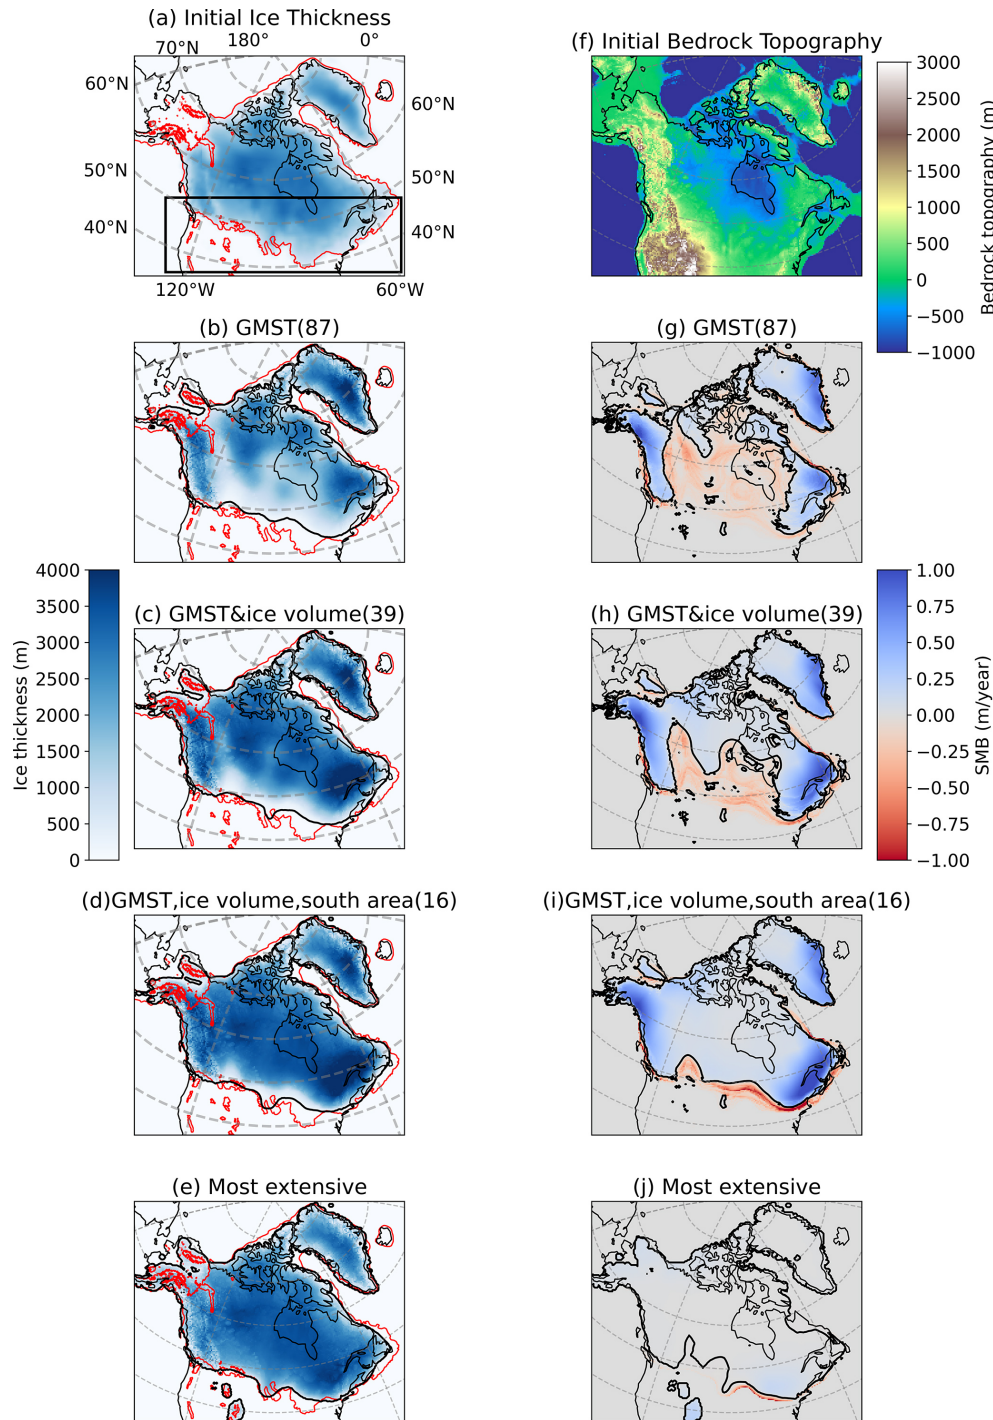 (a) Initial Ice Thickness
70°N
180°
0°
60°N
60°N
50°N
50°N
40°N
40°N
120°W
60°W
(f) Initial Bedrock Topography
3000
2500
2000
1500
1000
500
0
−500
−1000
Bedrock topography (m)
(b) GMST(87)
(g) GMST(87)
4000
3500
3000
2500
2000
1500
1000
500
0
Ice thickness (m)
(c) GMST&ice volume(39)
(h) GMST&ice volume(39)
1.00
0.75
0.50
0.25
0.00
−0.25
−0.50
−0.75
−1.00
SMB (m/year)
(d)GMST,ice volume,south area(16)
(i)GMST,ice volume,south area(16)
(e) Most extensive
(j) Most extensive